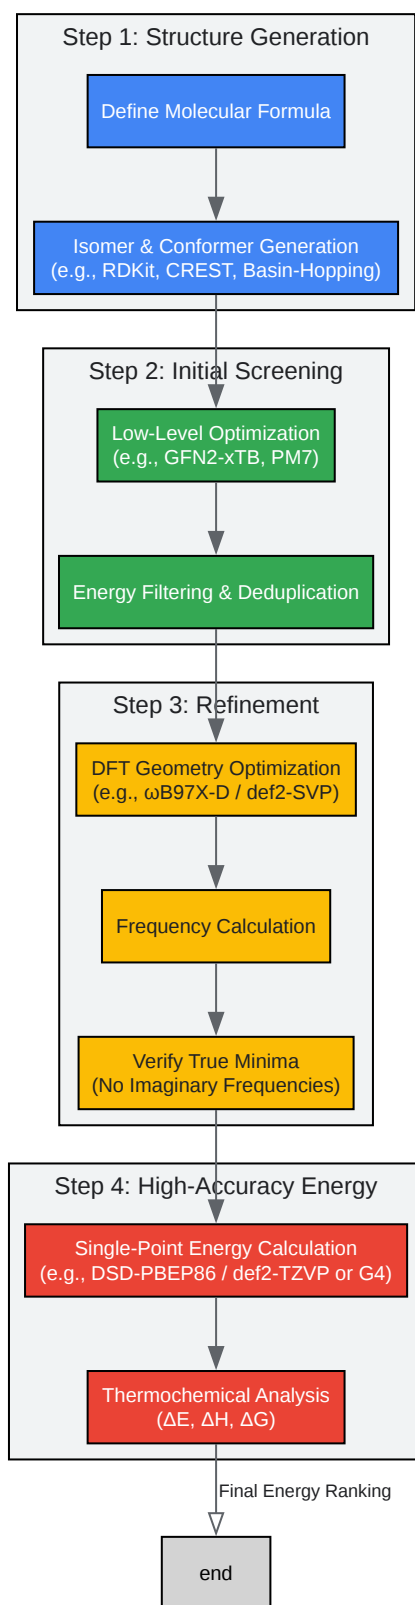 Step 1: Structure Generation
Define Molecular Formula
Isomer & Conformer Generation
(e.g., RDKit, CREST, Basin-Hopping)
Step 2: Initial Screening
Low-Level Optimization
(e.g., GFN2-xTB, PM7)
Energy Filtering & Deduplication
Step 3: Refinement
DFT Geometry Optimization
(e.g., ωB97X-D / def2-SVP)
Frequency Calculation
Verify True Minima
(No Imaginary Frequencies)
Step 4: High-Accuracy Energy
Single-Point Energy Calculation
(e.g., DSD-PBEP86 / def2-TZVP or G4)
Thermochemical Analysis
(ΔE, ΔH, ΔG)
Final Energy Ranking
end